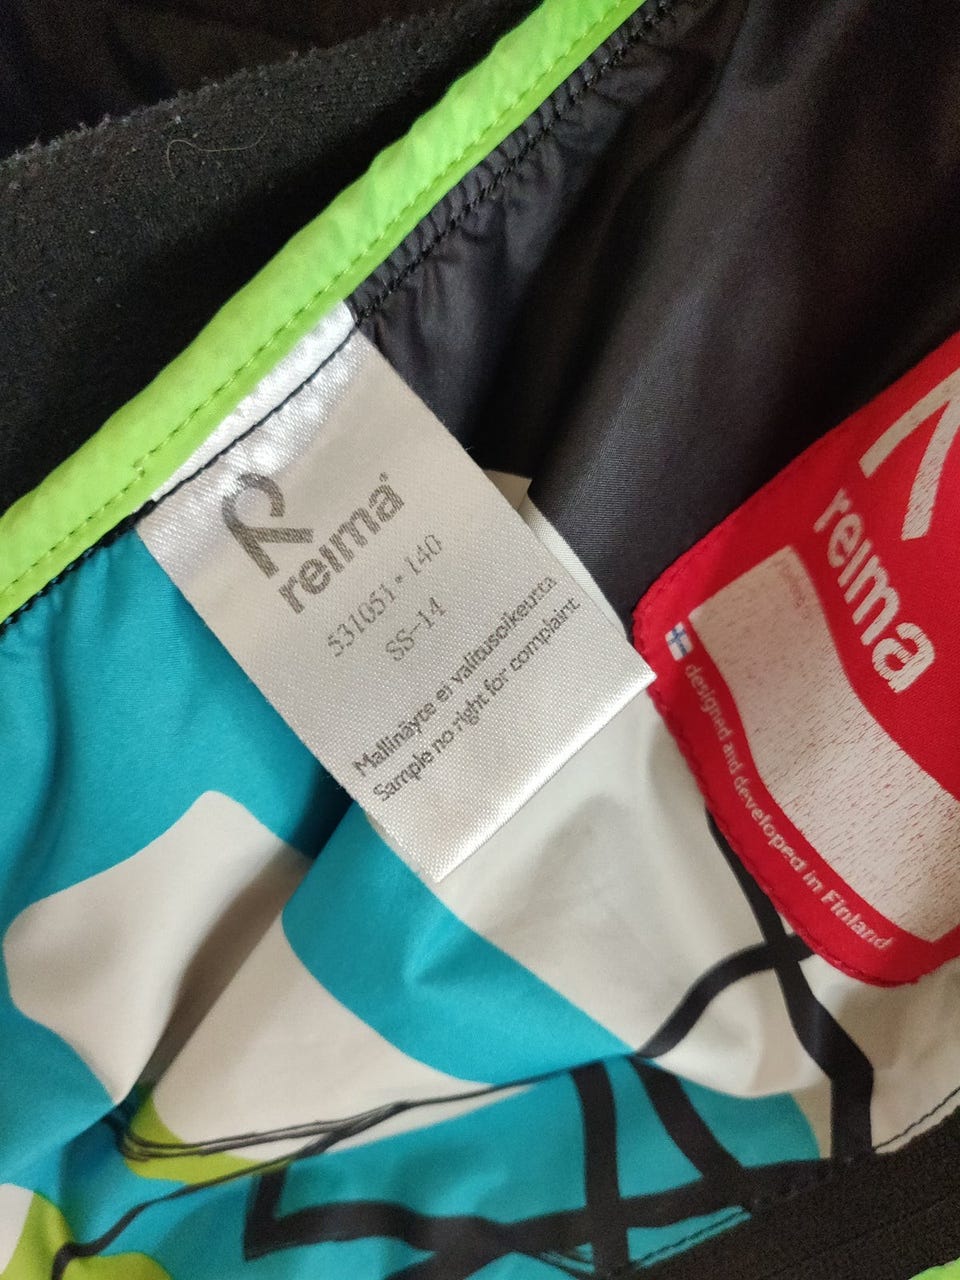 reima®
531051 • 140
SS-14
Mallinäyte ei valitusoikeutta
Sample no right for complaint
reima
designed and developed in Finland